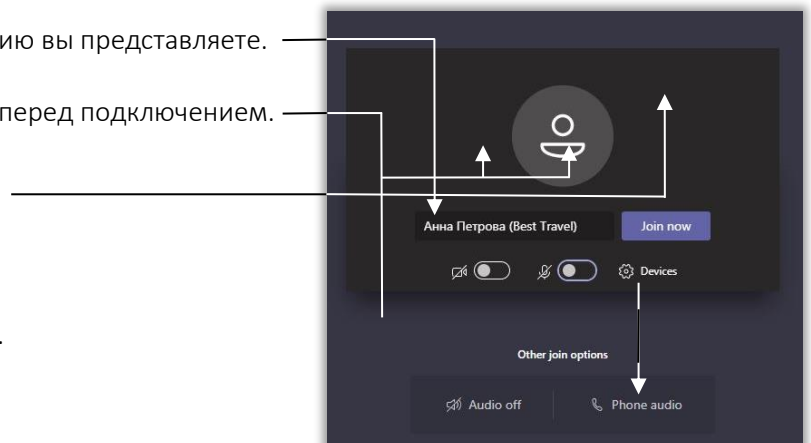 ию вы представляете.
перед подключением.
Анна Петрова (Best Travel)
Join now
Devices
.
Other join options
Audio off
Phone audio